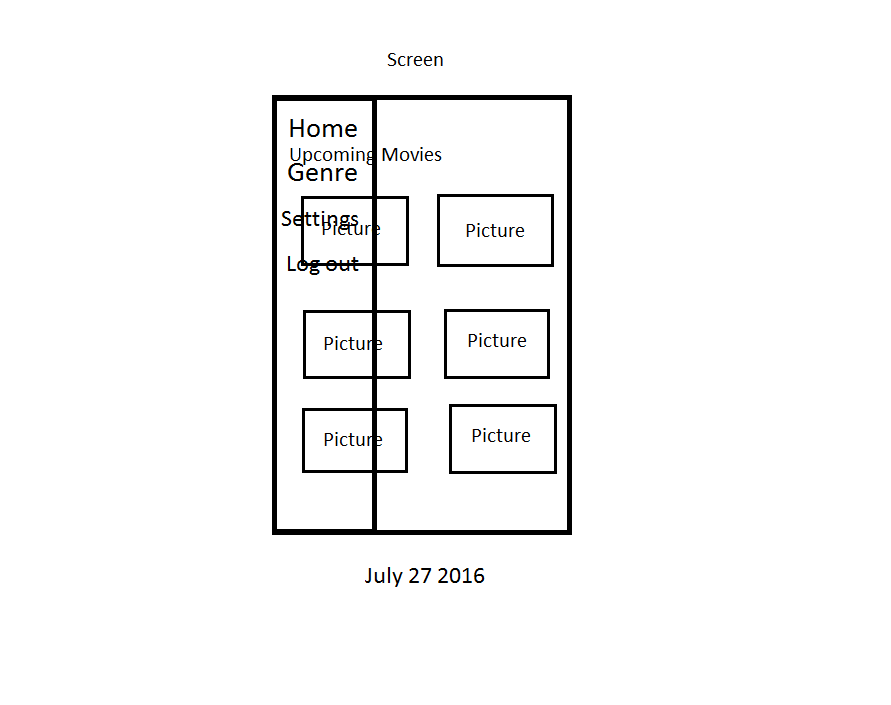 Screen
Home
Upcoming Movies
Genre
Settings
Picture
Picture
Log out
Picture
Picture
Picture
Picture
July 27 2016